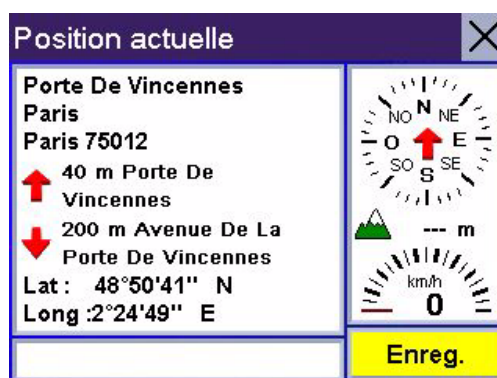 Position actuelle
Porte De Vincennes
Paris
Paris 75012
40 m Porte De
Vincennes
200 m Avenue De La
Porte De Vincennes
Lat : 48°50'41" N
Long :2°24'49" E
N
NO NE
O E
SO SE
S
--- m
km/h
0
Enreg.